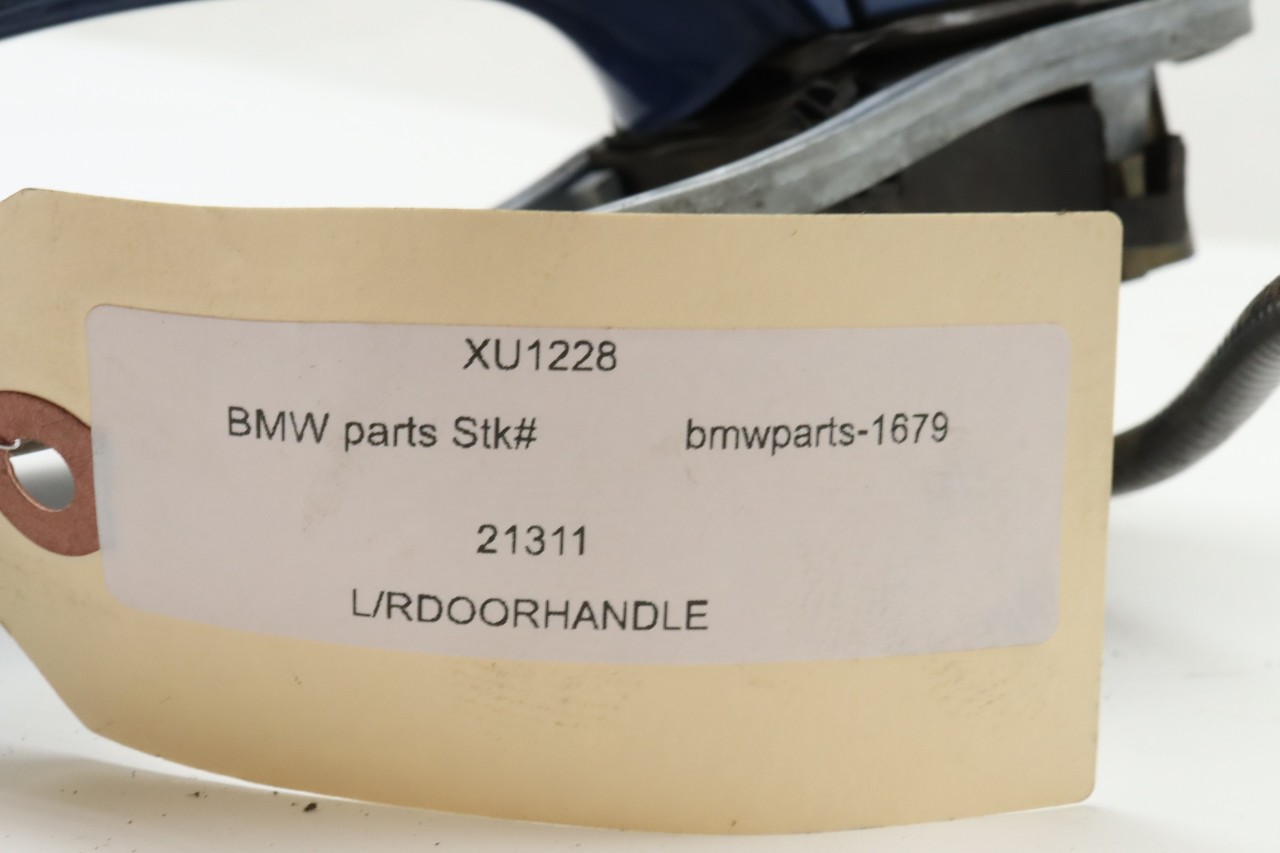 XU1228
BMW parts Stk# bmwparts-1679
21311
L/RDOORHANDLE